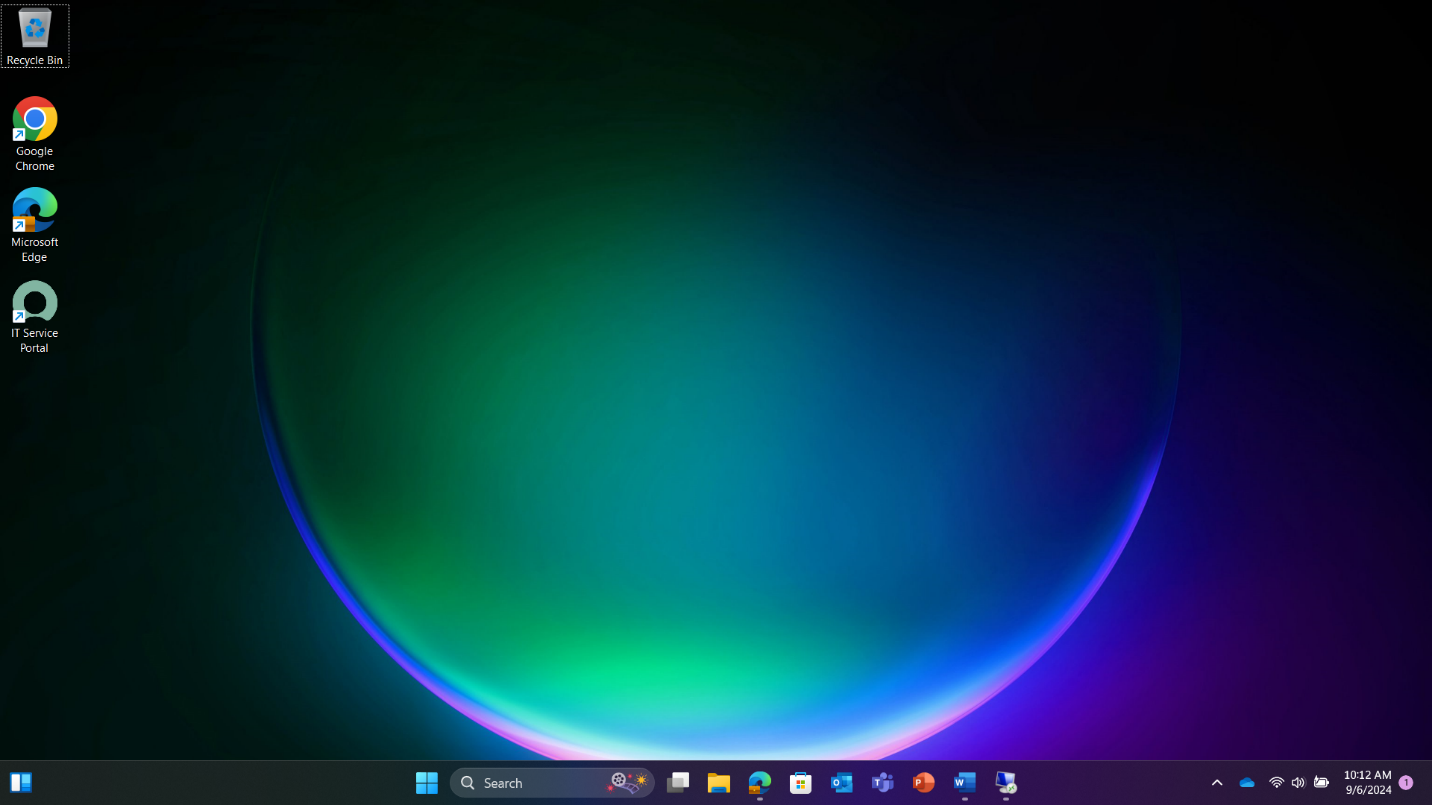 Recycle Bin
Google
Chrome
Microsoft
Edge
IT Service
Portal
Search
10:12 AM
9/6/2024
1